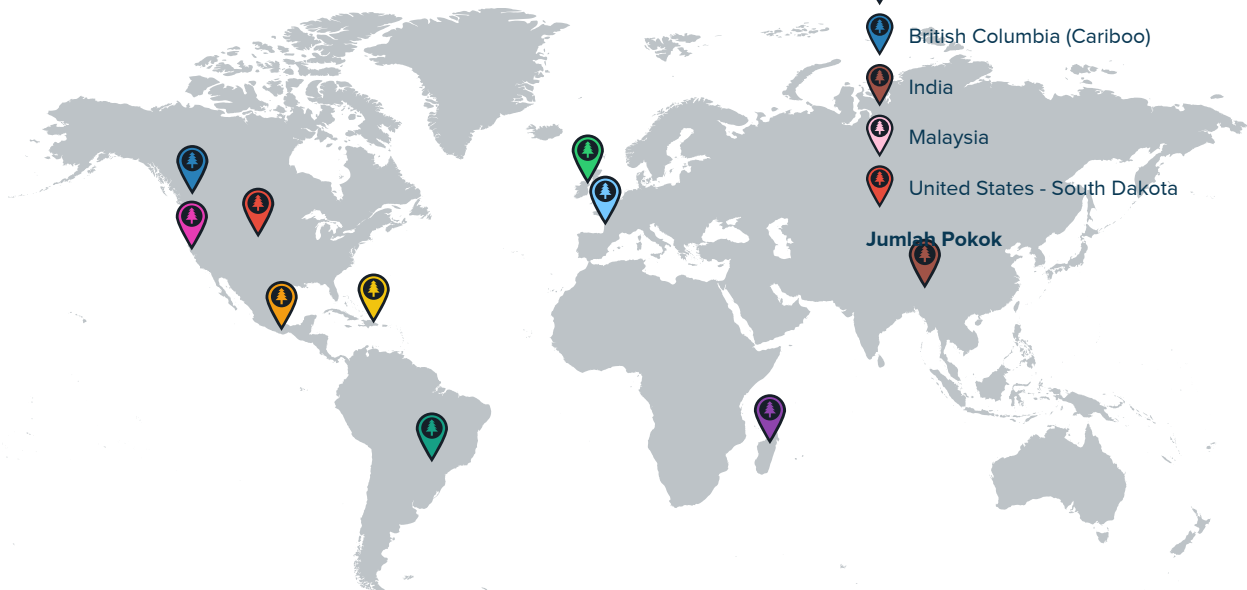 British Columbia (Cariboo)
India
Malaysia
United States - South Dakota
Jumlah Pokok